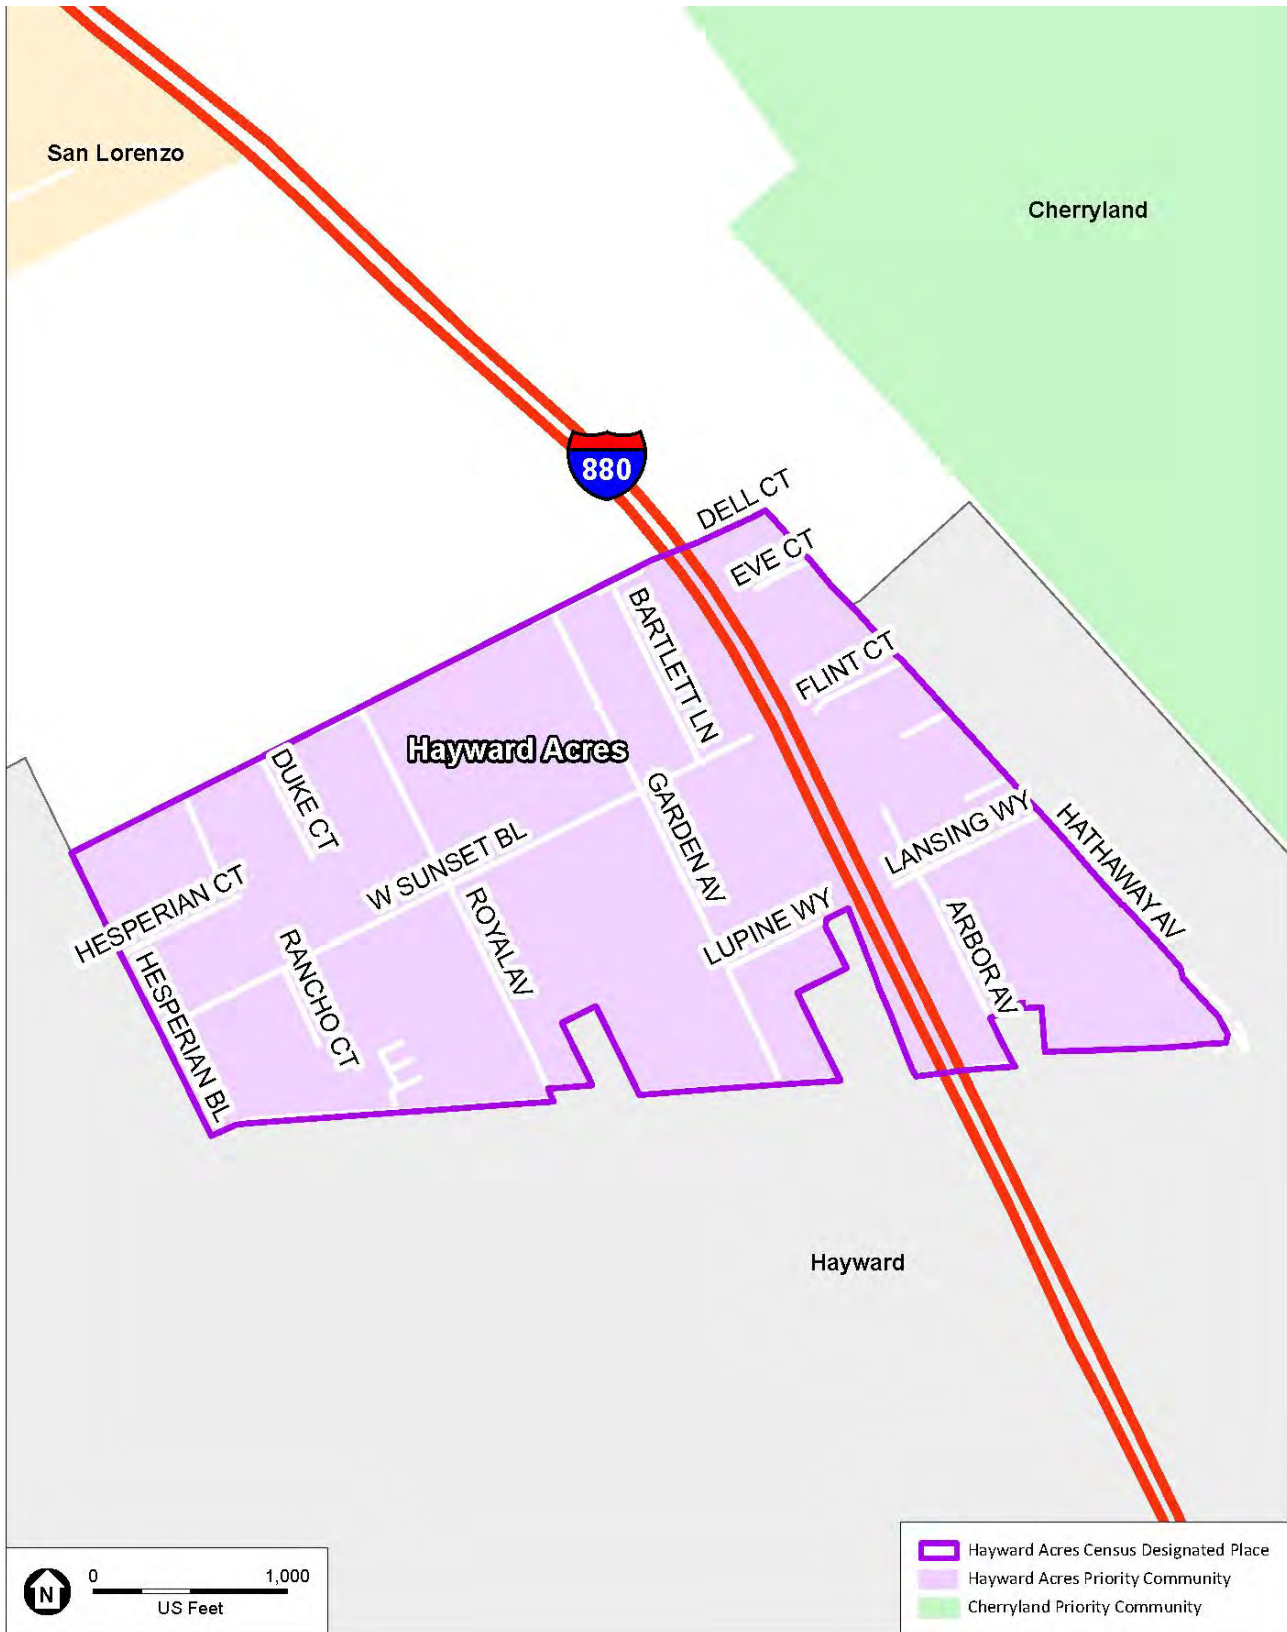 San Lorenzo
Cherryland
880
DELL CT
EVE CT
BARTLETT LN
FLINT CT
Hayward Acres
DUKE CT
GARDEN AV
LANSING WY
HATHAWAY AV
W SUNSET BL
HESPERIAN CT
ROYAL AV
LUPINE WY
ARBOR AV
RANCHO CT
HESPERIAN BL
Hayward
N
0 1,000
US Feet
Hayward Acres Census Designated Place
Hayward Acres Priority Community
Cherryland Priority Community